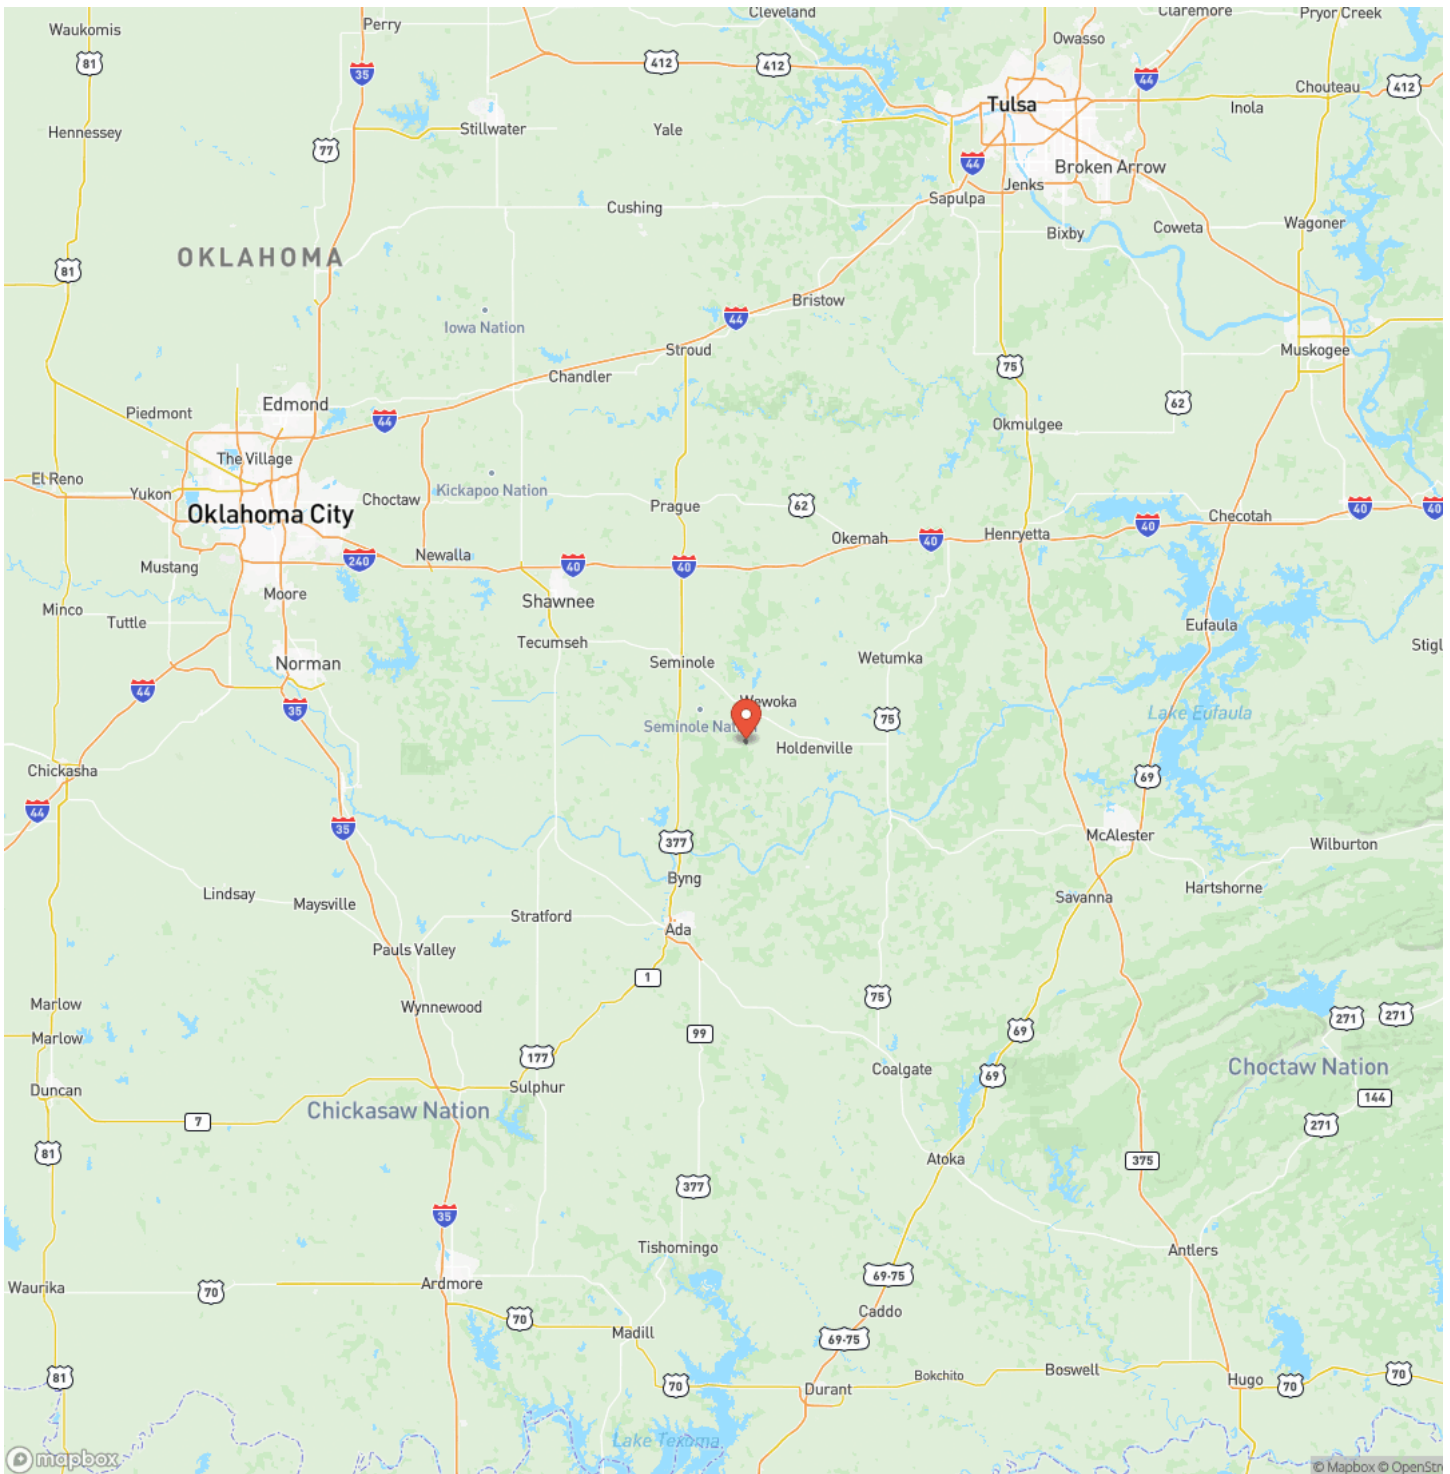 Cleveland
Claremore
Pryor Creek
Waukomis
Perry
Owasso
81
35
412
412
44
412
Chouteau
Tulsa
Inola
Hennessey
Stillwater
Yale
77
44
Broken Arrow
Jenks
Sapulpa
Cushing
Wagoner
Coweta
Bixby
OKLAHOMA
81
Bristow
44
Iowa Nation
Stroud
Muskogee
75
Chandler
62
Edmond
Piedmont
44
Okmulgee
The Village
El Reno
Kickapoo Nation
Yukon
Choctaw
Prague
62
40
40
Oklahoma City
Checotah
40
Henryetta
Okemah
40
Newalla
240
40
40
Mustang
Moore
Shawnee
Minco
Tuttle
Eufaula
Tecumseh
Stigl
Norman
Seminole
Wetumka
44
Wewoka
35
Lake Eufaula
75
Seminole Nation
Holdenville
Chickasha
69
44
35
McAlester
377
Wilburton
Byng
Hartshorne
Lindsay
Maysville
Savanna
Stratford
Ada
Pauls Valley
1
75
Marlow
Wynnewood
271
271
69
99
Marlow
177
Coalgate
Choctaw Nation
69
Duncan
Sulphur
144
Chickasaw Nation
7
271
81
Atoka
375
377
35
Tishomingo
Antlers
69-75
Ardmore
Waurika
70
Caddo
70
Madill
69-75
Boswell
Bokchito
81
70
Hugo
70
70
Durant
Lake Texoma
mapbox
© Mapbox © OpenStre